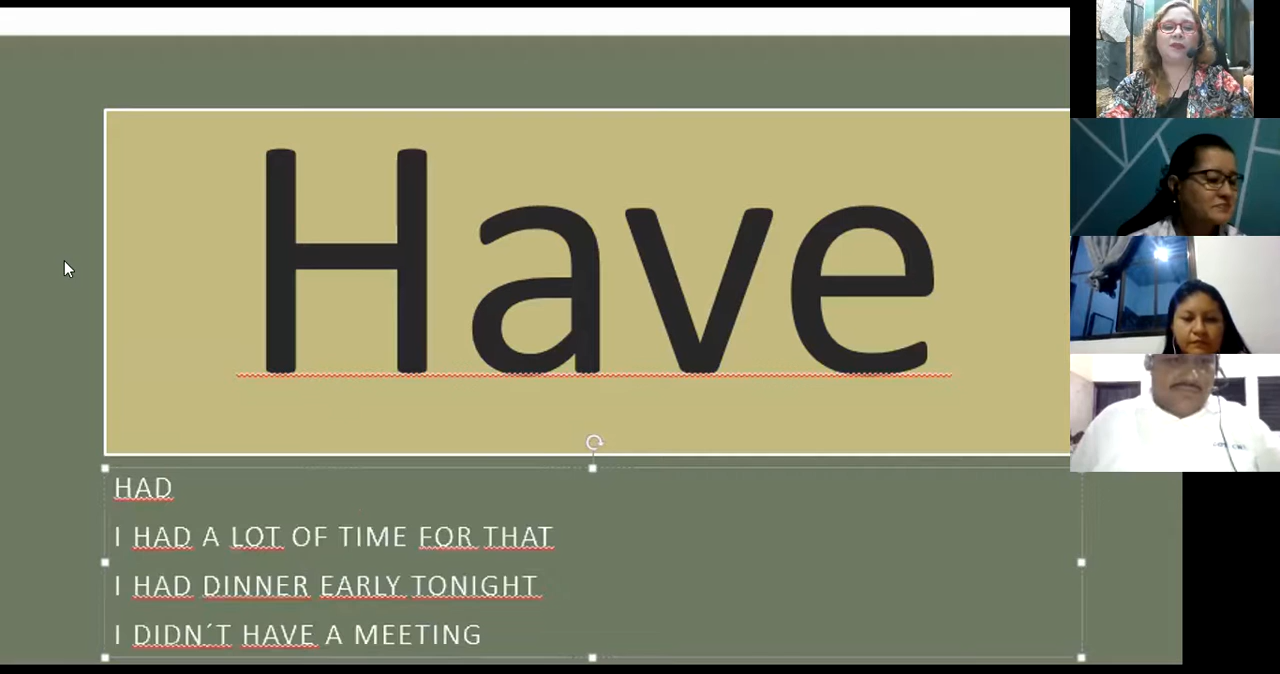 Have
HAD
I HAD A LOT OF TIME FOR THAT
I HAD DINNER EARLY TONIGHT
I DIDN´T HAVE A MEETING